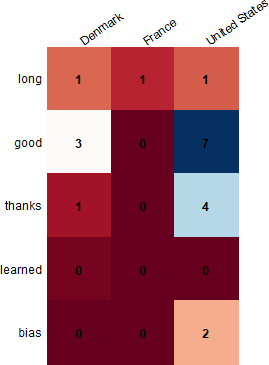 Denmark France United States
long 1 1 1
good 3 0 7
thanks 1 0 4
learned 0 0 0
bias 0 0 2